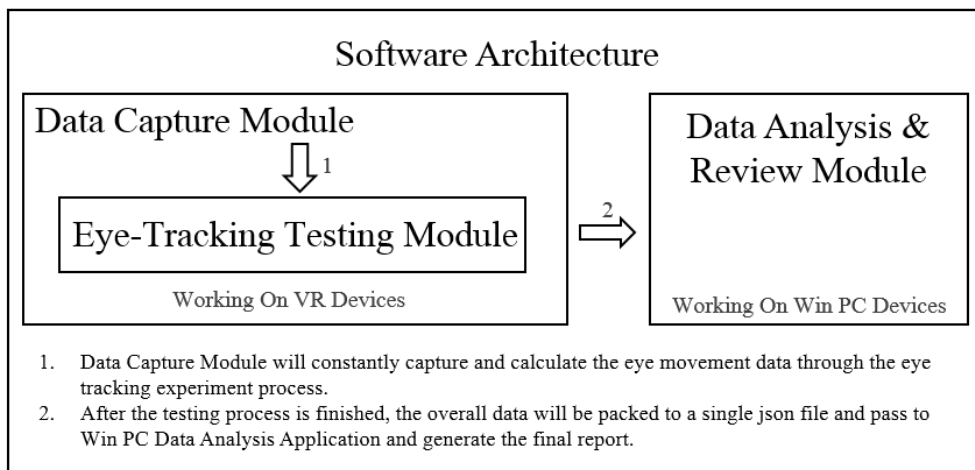 Software Architecture
Data Capture Module
1
Eye-Tracking Testing Module
Working On VR Devices
2
Data Analysis &
Review Module
Working On Win PC Devices
1. Data Capture Module will constantly capture and calculate the eye movement data through the eye
tracking experiment process.
2. After the testing process is finished, the overall data will be packed to a single json file and pass to
Win PC Data Analysis Application and generate the final report.